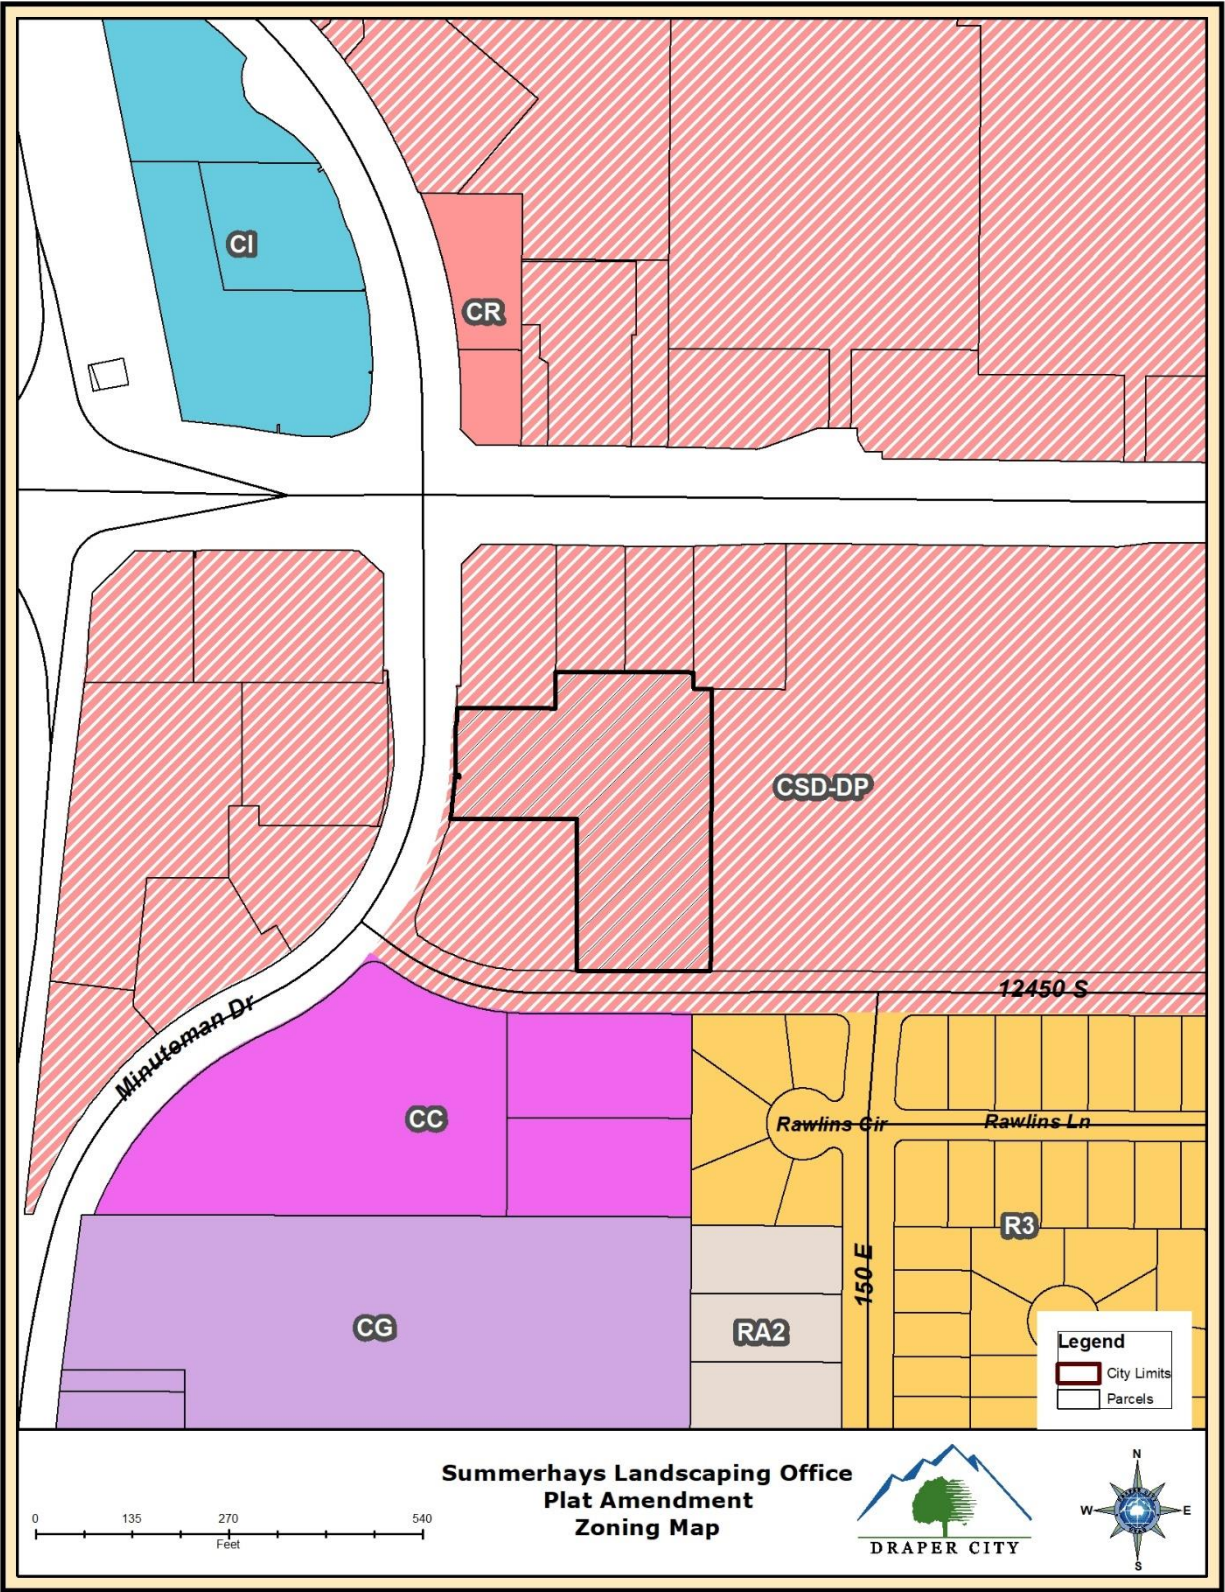 CI
CR
CSD-DP
12450 S
Minuteman Dr
CC
Rawlins Cir
Rawlins Ln
R3
150 E
CG
RA2
Legend
City Limits
Parcels
Summerhays Landscaping Office
Plat Amendment
Zoning Map
0 135 270 540
Feet
DRAPER CITY
N
W E
S